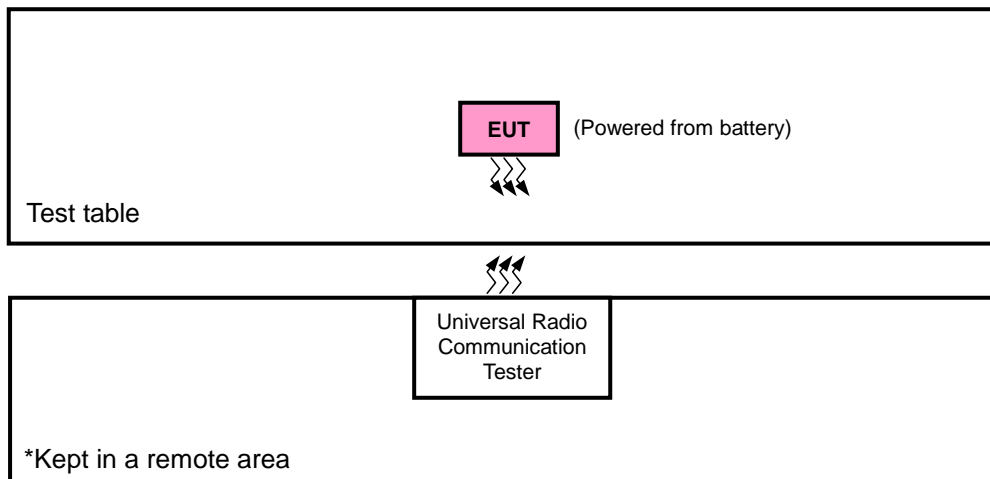 EUT
(Powered from battery)
Test table
Universal Radio
Communication
Tester
*Kept in a remote area